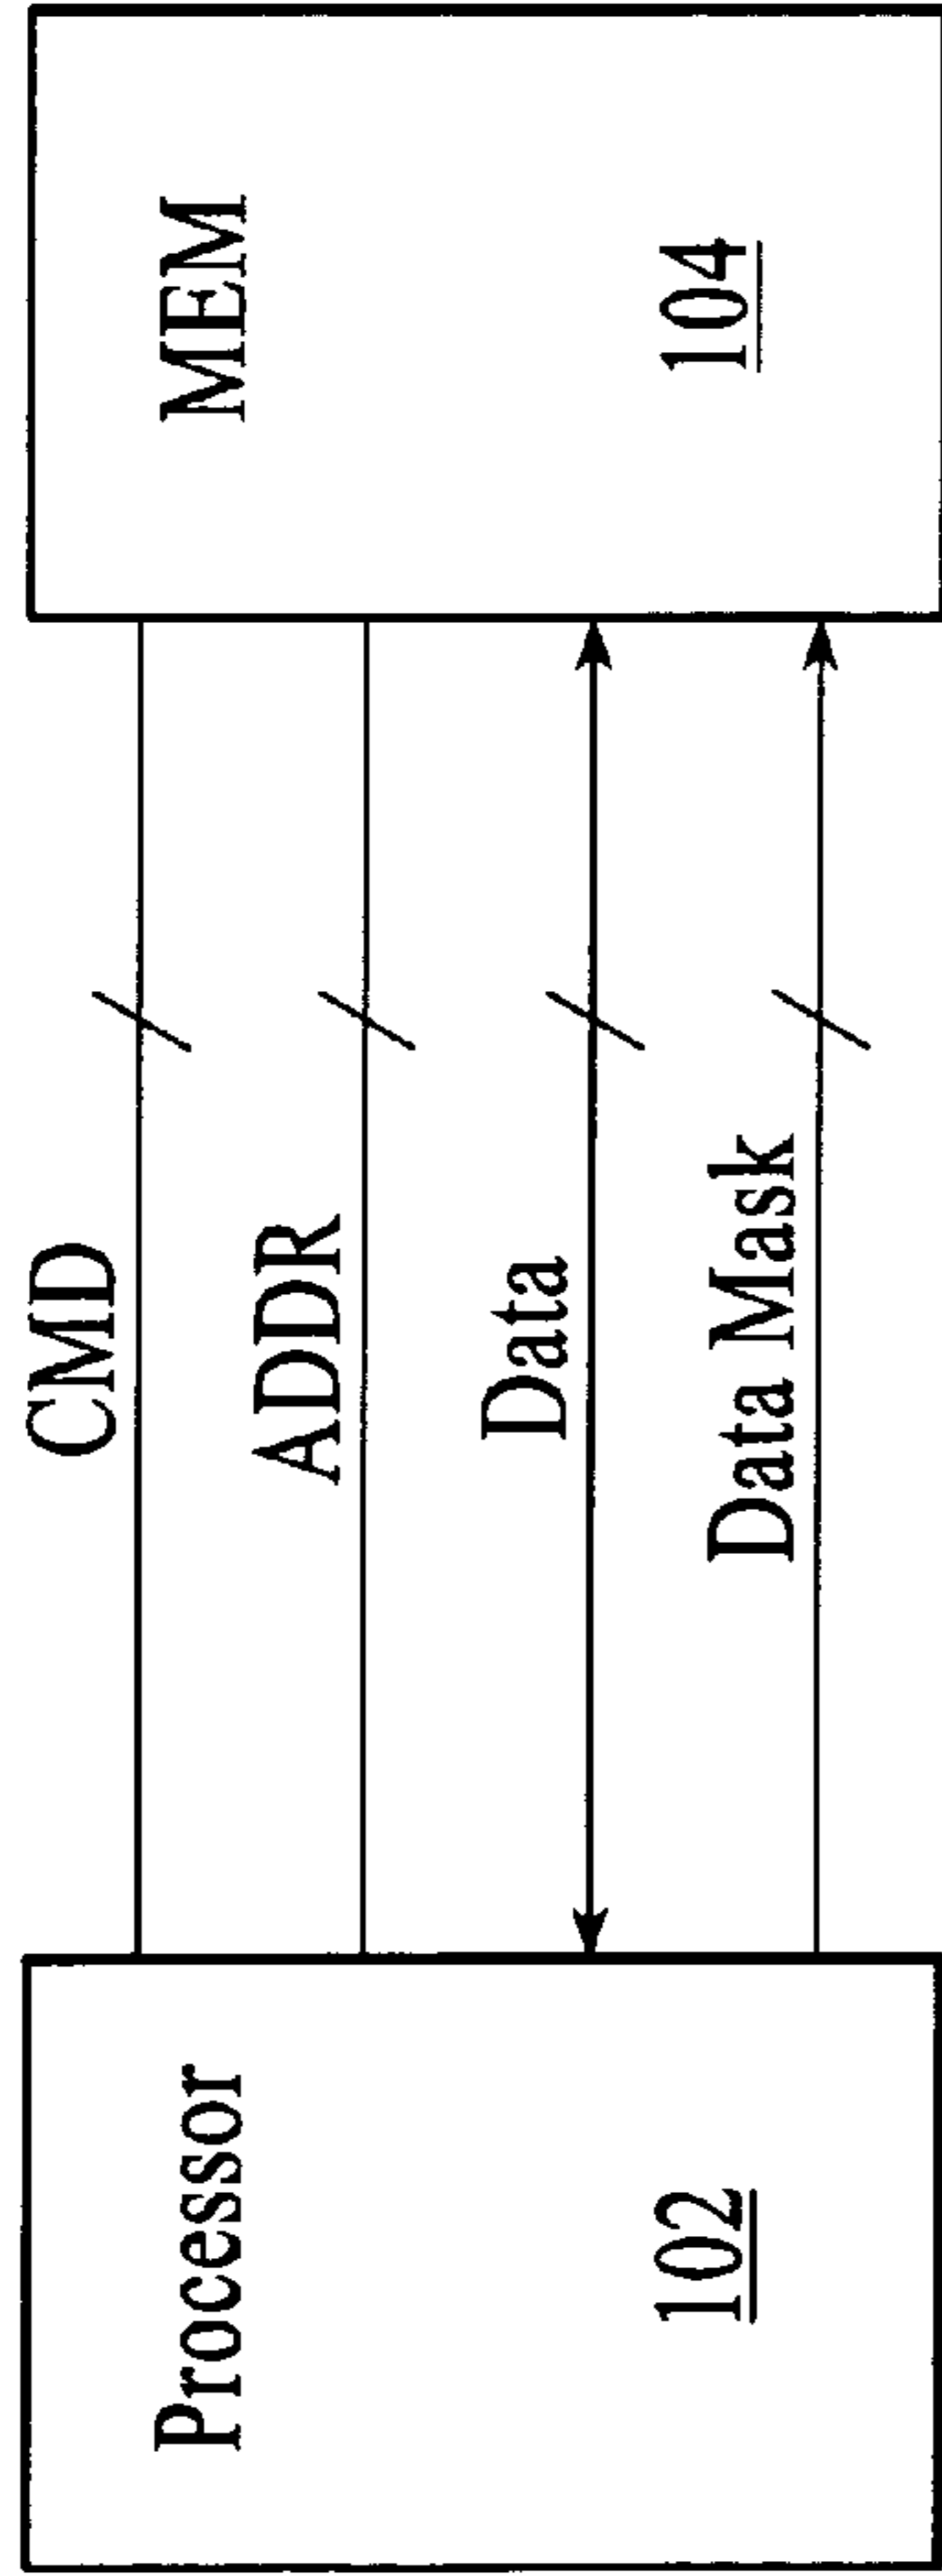 Processor
102
CMD
ADDR
Data
Data Mask
MEM
104